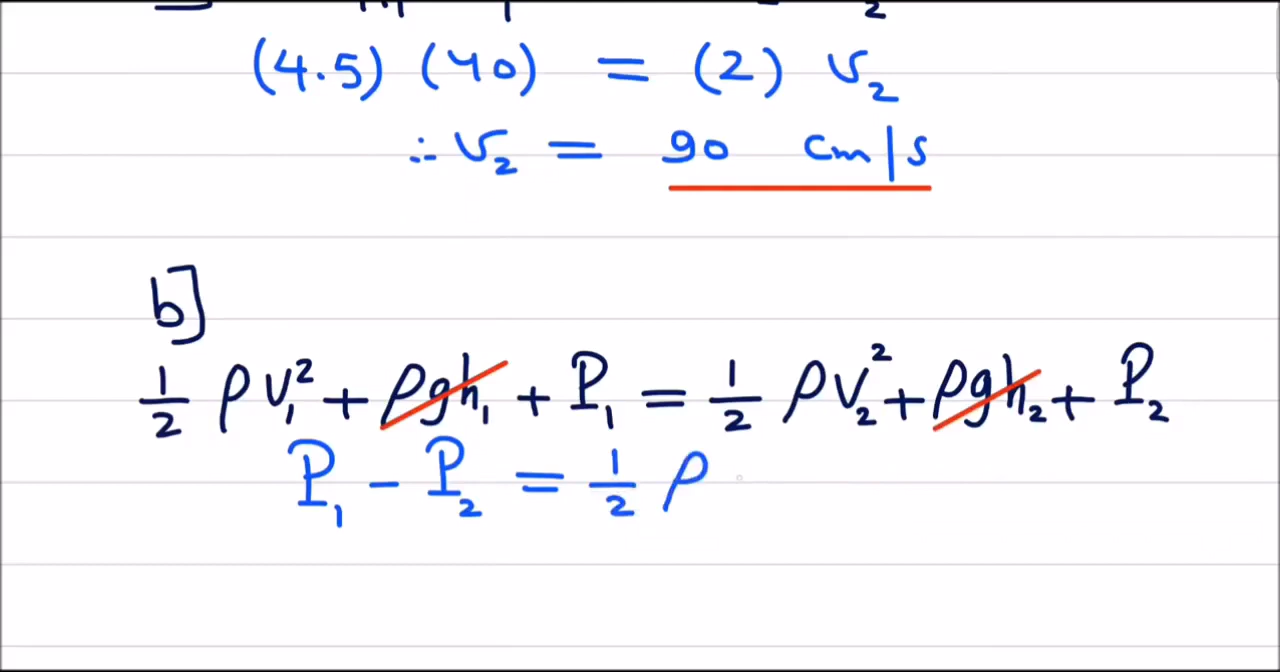 (4.5) (40) = (2) v₂
∴ v₂ = 90 cm/s
b]
½ ρv₁² + ρgh₁ + P₁ = ½ ρv₂² + ρgh₂ + P₂
P₁ - P₂ = ½ ρ